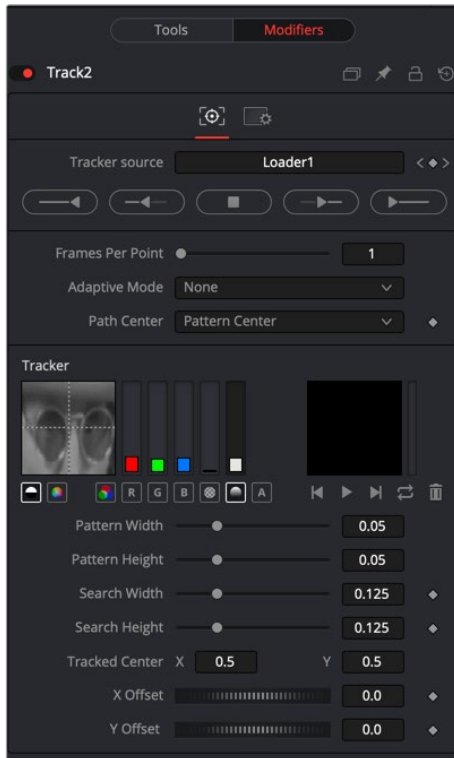 Tools Modifiers
Track2
Tracker source Loader1
Frames Per Point 1
Adaptive Mode None
Path Center Pattern Center
Tracker
R G B A
Pattern Width 0.05
Pattern Height 0.05
Search Width 0.125
Search Height 0.125
Tracked Center X 0.5 Y 0.5
X Offset 0.0
Y Offset 0.0